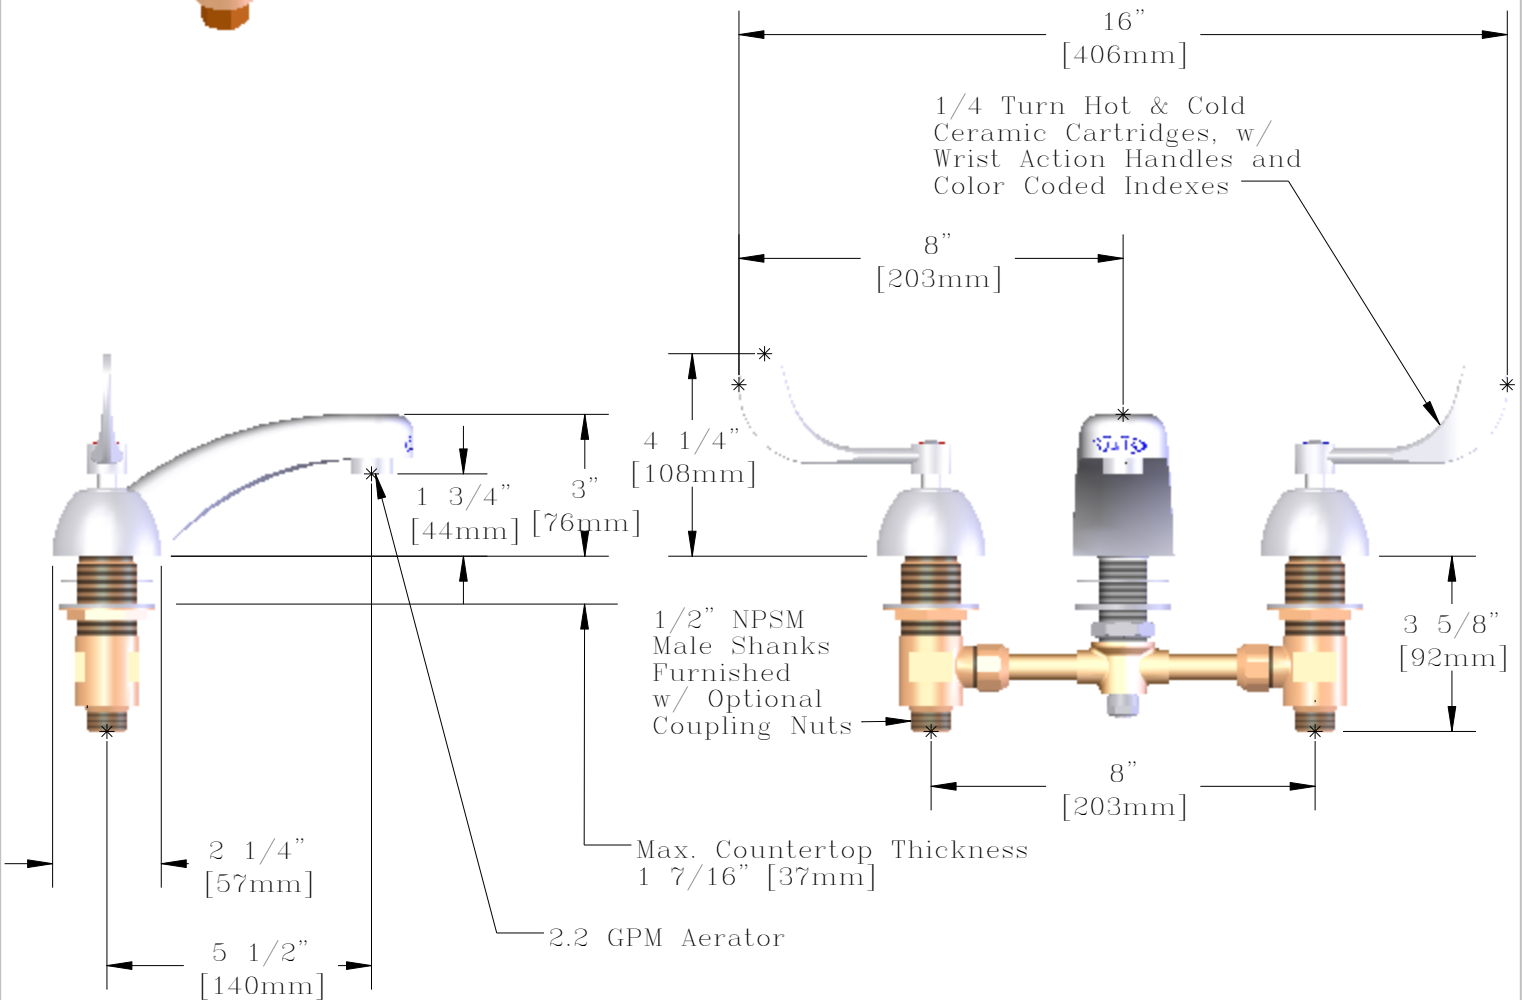 16"
[406mm]
1/4 Turn Hot & Cold
Ceramic Cartridges, w/
Wrist Action Handles and
Color Coded Indexes
8"
[203mm]
4 1/4"
[108mm]
1 3/4"
[44mm]
3"
[76mm]
1/2" NPSM
Male Shanks
Furnished
w/ Optional
Coupling Nuts
3 5/8"
[92mm]
8"
[203mm]
2 1/4"
[57mm]
Max. Countertop Thickness
1 7/16" [37mm]
2.2 GPM Aerator
5 1/2"
[140mm]